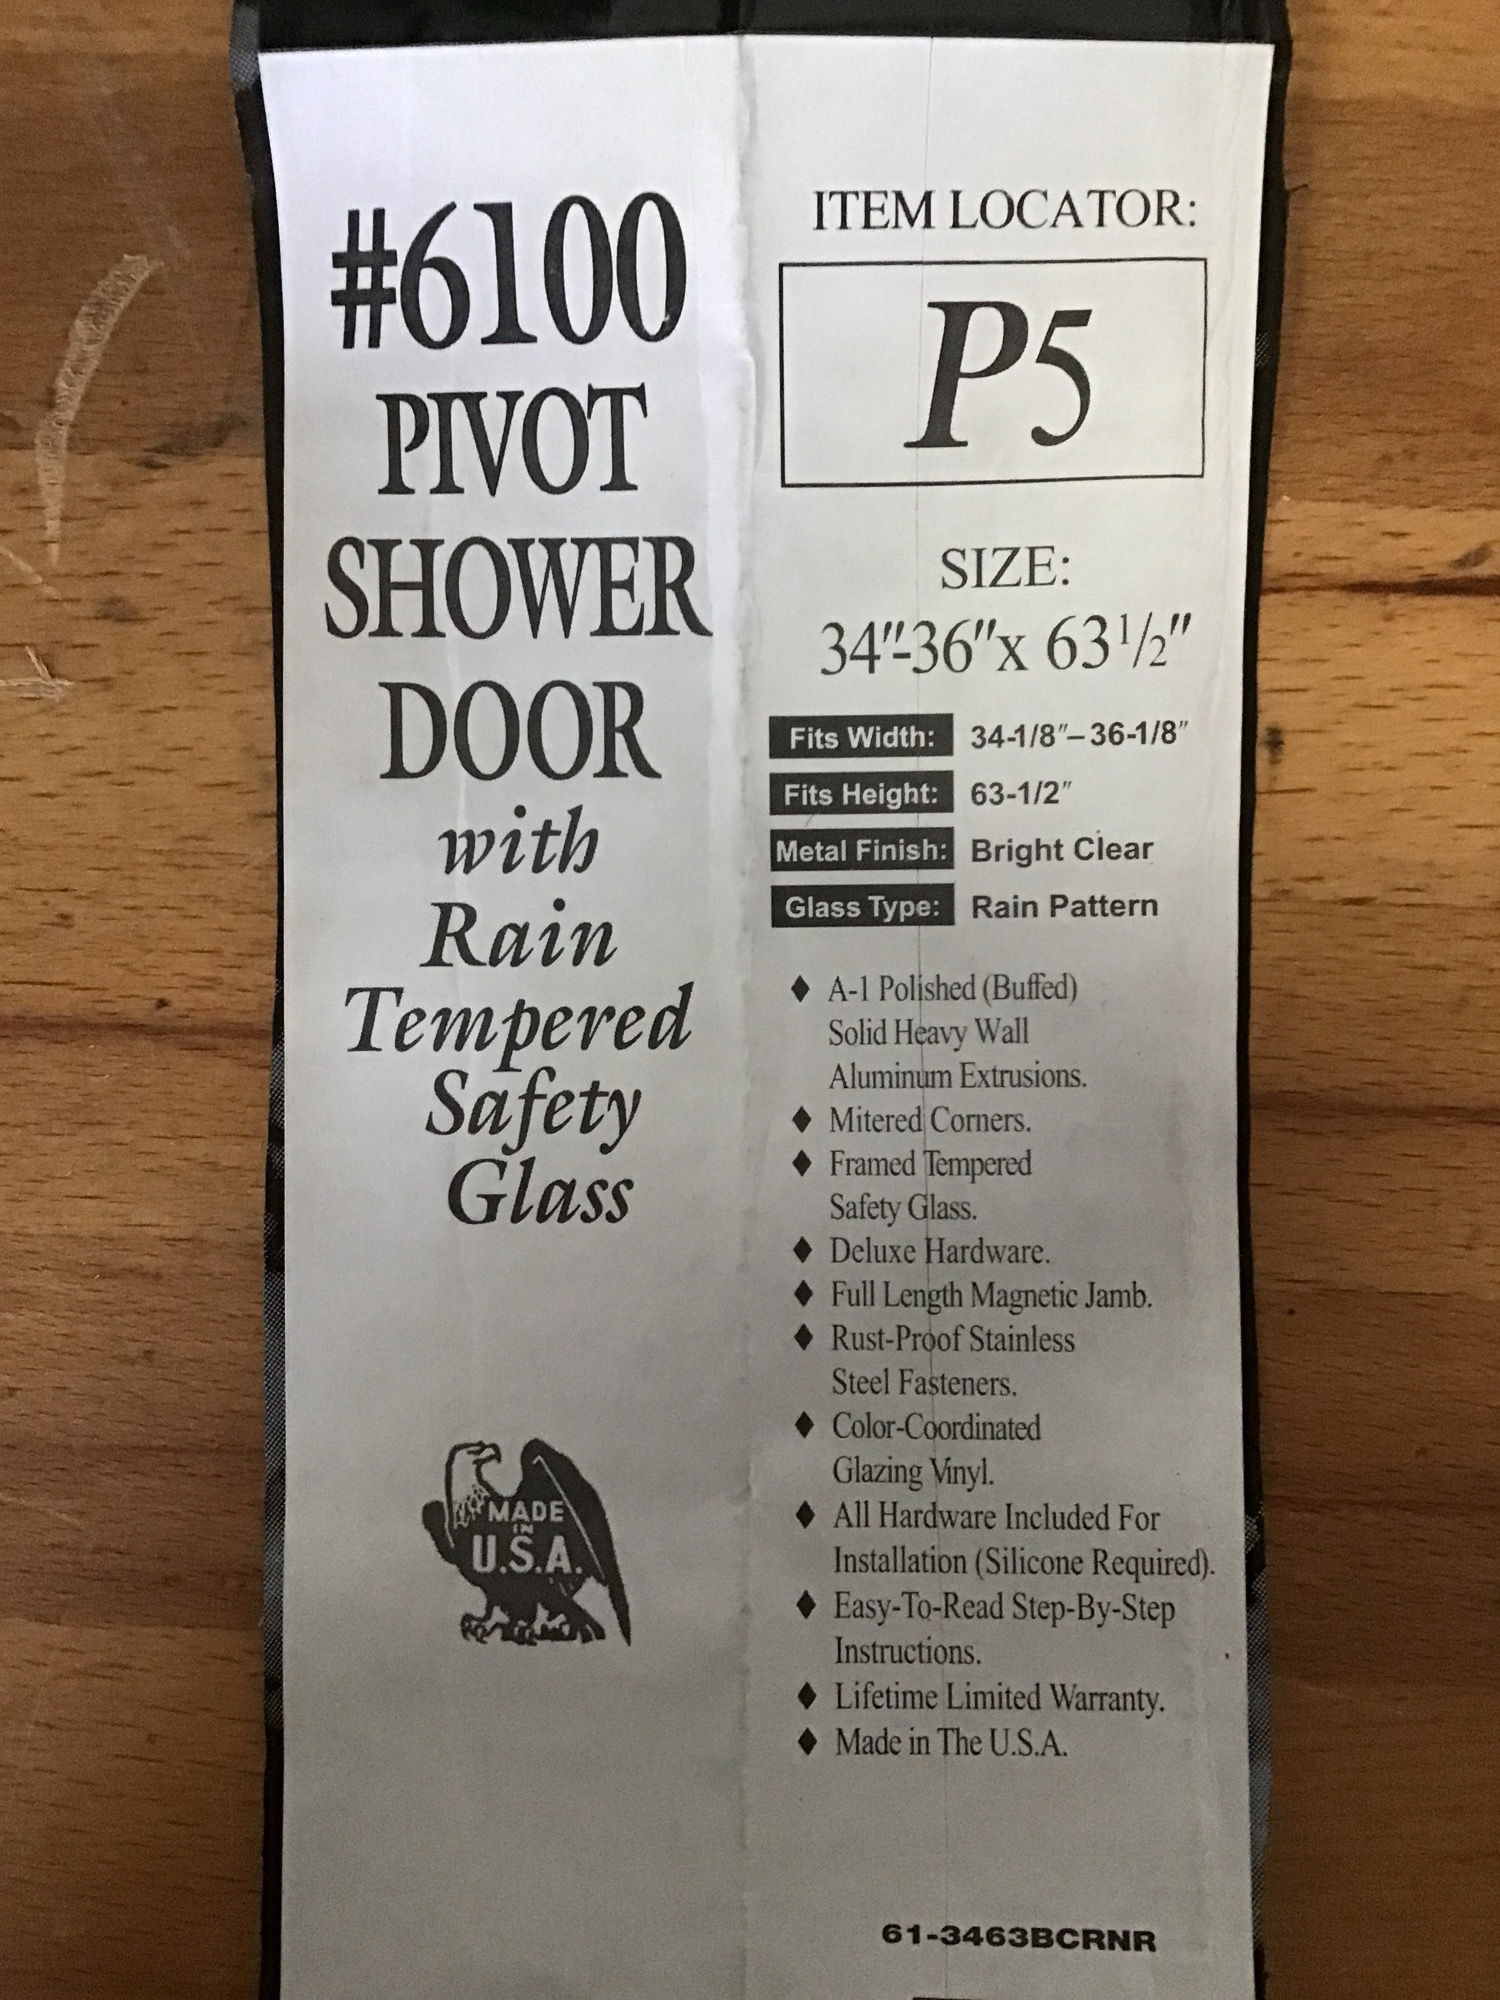 #6100
PIVOT
SHOWER
DOOR
with
Rain
Tempered
Safety
Glass
MADE
IN
U.S.A.
ITEM LOCATOR:
P5
SIZE:
34"-36"x 63 1/2"
Fits Width: 34-1/8"–36-1/8"
Fits Height: 63-1/2"
Metal Finish: Bright Clear
Glass Type: Rain Pattern
♦ A-1 Polished (Buffed)
Solid Heavy Wall
Aluminum Extrusions.
♦ Mitered Corners.
♦ Framed Tempered
Safety Glass.
♦ Deluxe Hardware.
♦ Full Length Magnetic Jamb.
♦ Rust-Proof Stainless
Steel Fasteners.
♦ Color-Coordinated
Glazing Vinyl.
♦ All Hardware Included For
Installation (Silicone Required).
♦ Easy-To-Read Step-By-Step
Instructions.
♦ Lifetime Limited Warranty.
♦ Made in The U.S.A.
61-3463BCRNR